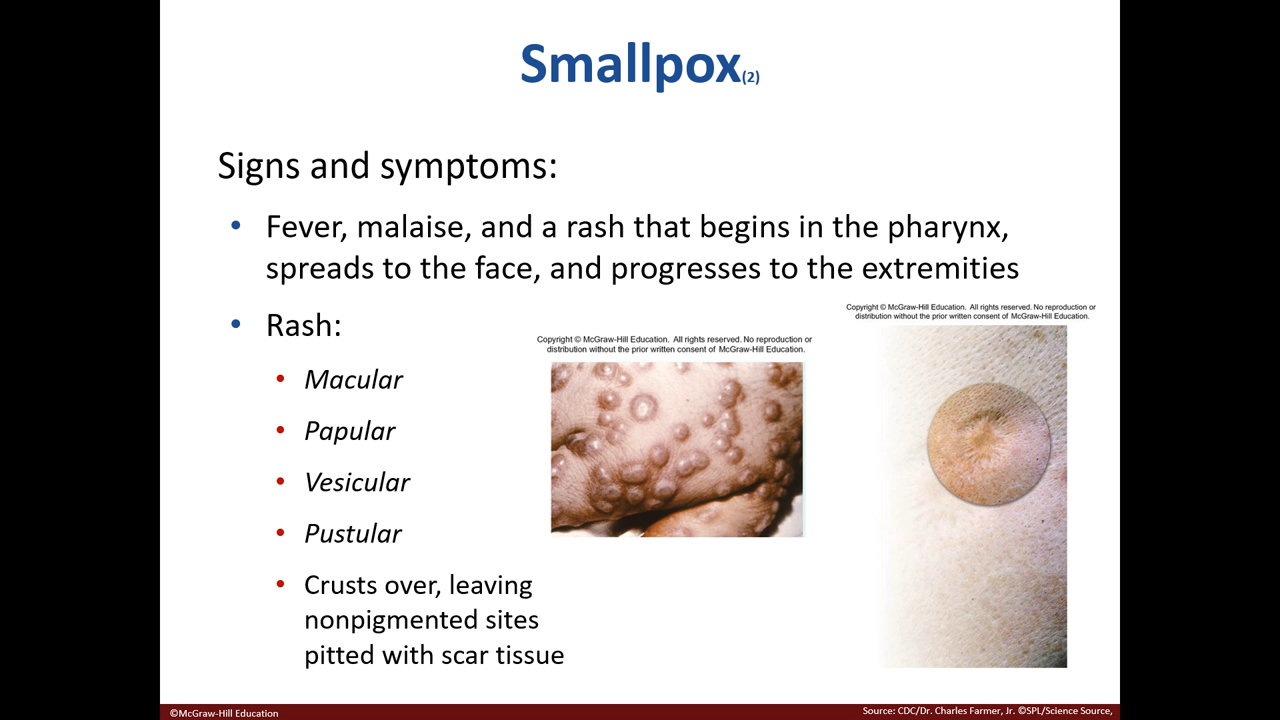 Smallpox(2)
Signs and symptoms:
• Fever, malaise, and a rash that begins in the pharynx,
spreads to the face, and progresses to the extremities
• Rash:
• Macular
• Papular
• Vesicular
• Pustular
• Crusts over, leaving
nonpigmented sites
pitted with scar tissue
Copyright © McGraw-Hill Education. All rights reserved. No reproduction or
distribution without the prior written consent of McGraw-Hill Education.
Copyright © McGraw-Hill Education. All rights reserved. No reproduction or
distribution without the prior written consent of McGraw-Hill Education.
©McGraw-Hill Education
Source: CDC/Dr. Charles Farmer, Jr. ©SPL/Science Source,